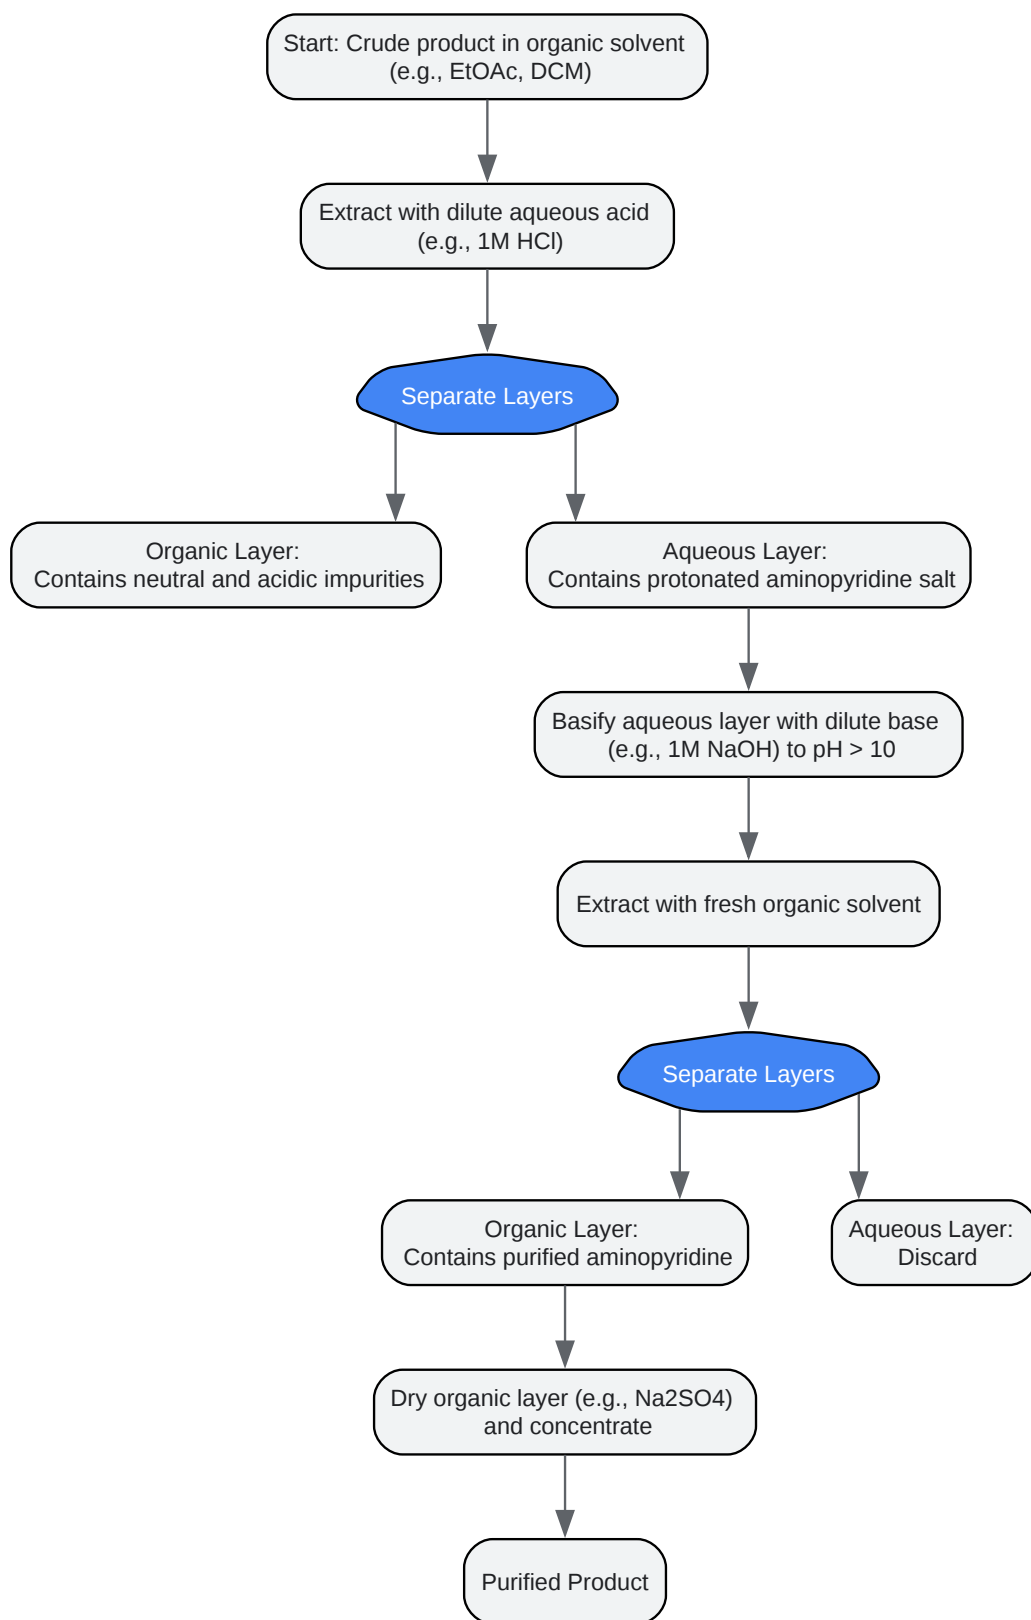 Start: Crude product in organic solvent
(e.g., EtOAc, DCM)
Extract with dilute aqueous acid
(e.g., 1M HCl)
Separate Layers
Organic Layer:
Contains neutral and acidic impurities
Aqueous Layer:
Contains protonated aminopyridine salt
Basify aqueous layer with dilute base
(e.g., 1M NaOH) to pH > 10
Extract with fresh organic solvent
Separate Layers
Organic Layer:
Contains purified aminopyridine
Aqueous Layer:
Discard
Dry organic layer (e.g., Na2SO4)
and concentrate
Purified Product